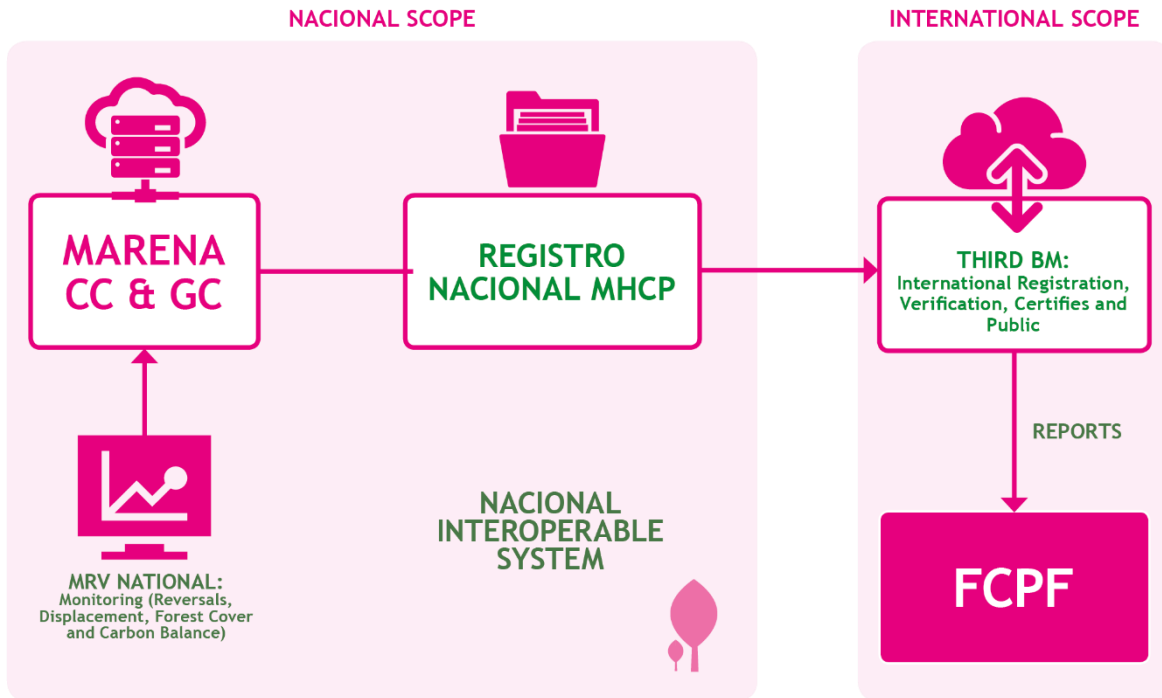 NACIONAL SCOPE
INTERNATIONAL SCOPE
MARENA
CC & GC
REGISTRO
NACIONAL MHCP
THIRD BM:
International Registration,
Verification, Certifies and
Public
REPORTS
FCPF
MRV NATIONAL:
Monitoring (Reversals,
Displacement, Forest Cover
and Carbon Balance)
NACIONAL
INTEROPERABLE
SYSTEM